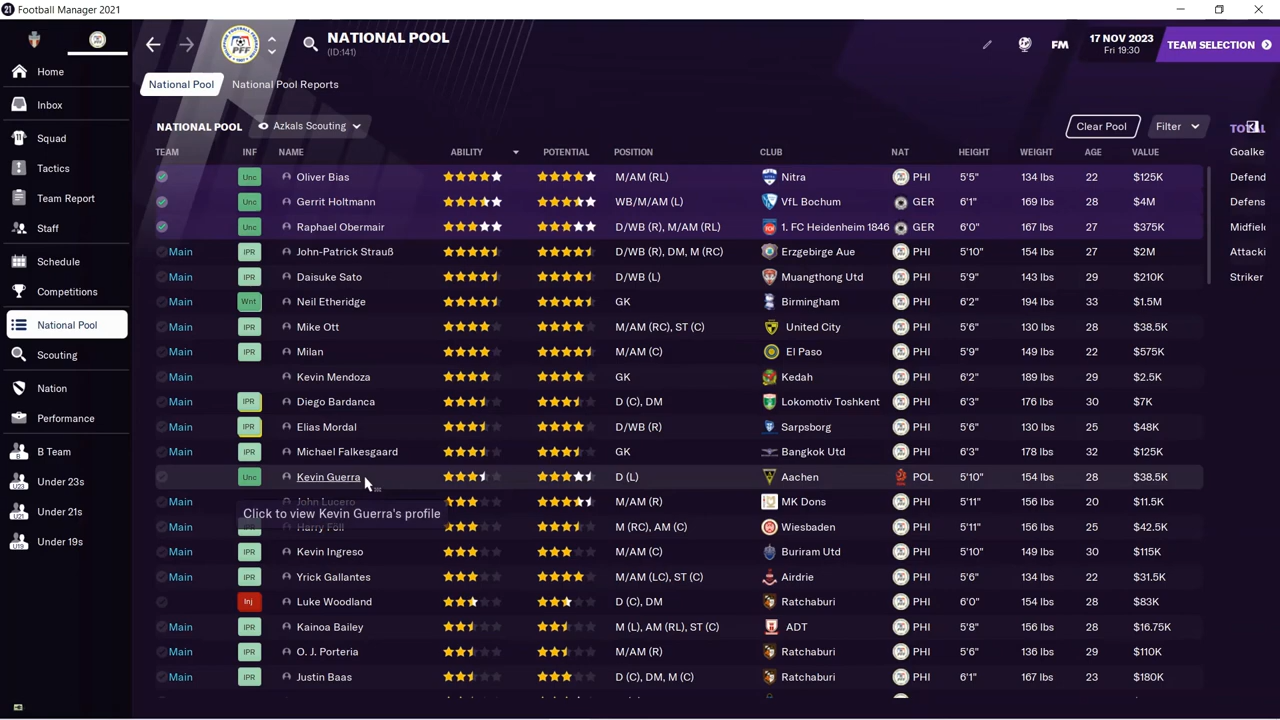 21 Football Manager 2021
NATIONAL POOL
(ID:141)
FM
17 NOV 2023
Fri 19:30
TEAM SELECTION
PFF
Home
Inbox
Squad
Tactics
Team Report
Staff
Schedule
Competitions
National Pool
Scouting
Nation
Performance
B Team
Under 23s
Under 21s
Under 19s
National Pool National Pool Reports
NATIONAL POOL Azkals Scouting Clear Pool Filter
TEAM INF NAME ABILITY POTENTIAL POSITION CLUB NAT HEIGHT WEIGHT AGE VALUE
Unc Oliver Bias M/AM (RL) Nitra PHI 5'5" 134 lbs 22 $125K
Unc Gerrit Holtmann WB/M/AM (L) VfL Bochum GER 6'1" 169 lbs 28 $4M
Unc Raphael Obermair D/WB (R), M/AM (RL) 1. FC Heidenheim 1846 GER 6'0" 167 lbs 27 $375K
Main IPR John-Patrick Strauß D/WB (R), DM, M (RC) Erzgebirge Aue PHI 5'10" 154 lbs 27 $2M
Main IPR Daisuke Sato D/WB (L) Muangthong Utd PHI 5'9" 143 lbs 29 $210K
Main Wnt Neil Etheridge GK Birmingham PHI 6'2" 194 lbs 33 $1.5M
Main IPR Mike Ott M/AM (RC), ST (C) United City PHI 5'6" 130 lbs 28 $38.5K
Main IPR Milan M/AM (C) El Paso PHI 5'9" 149 lbs 22 $575K
Main Kevin Mendoza GK Kedah PHI 6'2" 189 lbs 29 $2.5K
Main IPR Diego Bardanca D (C), DM Lokomotiv Toshkent PHI 6'3" 176 lbs 30 $7K
Main IPR Elias Mordal D/WB (R) Sarpsborg PHI 5'6" 130 lbs 25 $48K
Main IPR Michael Falkesgaard GK Bangkok Utd PHI 6'3" 178 lbs 32 $125K
Unc Kevin Guerra D (L) Aachen POL 5'10" 154 lbs 28 $38.5K
Main John Lucero M/AM (R) MK Dons PHI 5'11" 156 lbs 20 $11.5K
Click to view Kevin Guerra's profile
Main IPR Harry Föll M (RC), AM (C) Wiesbaden PHI 5'11" 156 lbs 25 $42.5K
Main IPR Kevin Ingreso M/AM (C) Buriram Utd PHI 5'10" 149 lbs 30 $115K
Main IPR Yrick Gallantes M/AM (LC), ST (C) Airdrie PHI 5'6" 134 lbs 22 $31.5K
Inj Luke Woodland D (C), DM Ratchaburi PHI 6'0" 154 lbs 28 $83K
Main IPR Kainoa Bailey M (L), AM (RL), ST (C) ADT PHI 5'8" 156 lbs 28 $16.75K
Main IPR O. J. Porteria M/AM (R) Ratchaburi PHI 5'6" 136 lbs 29 $110K
Main IPR Justin Baas D (C), DM, M (C) Ratchaburi PHI 6'1" 154 lbs 23 $180K
Goalke
Defend
Defens
Midfiel
Attacki
Striker